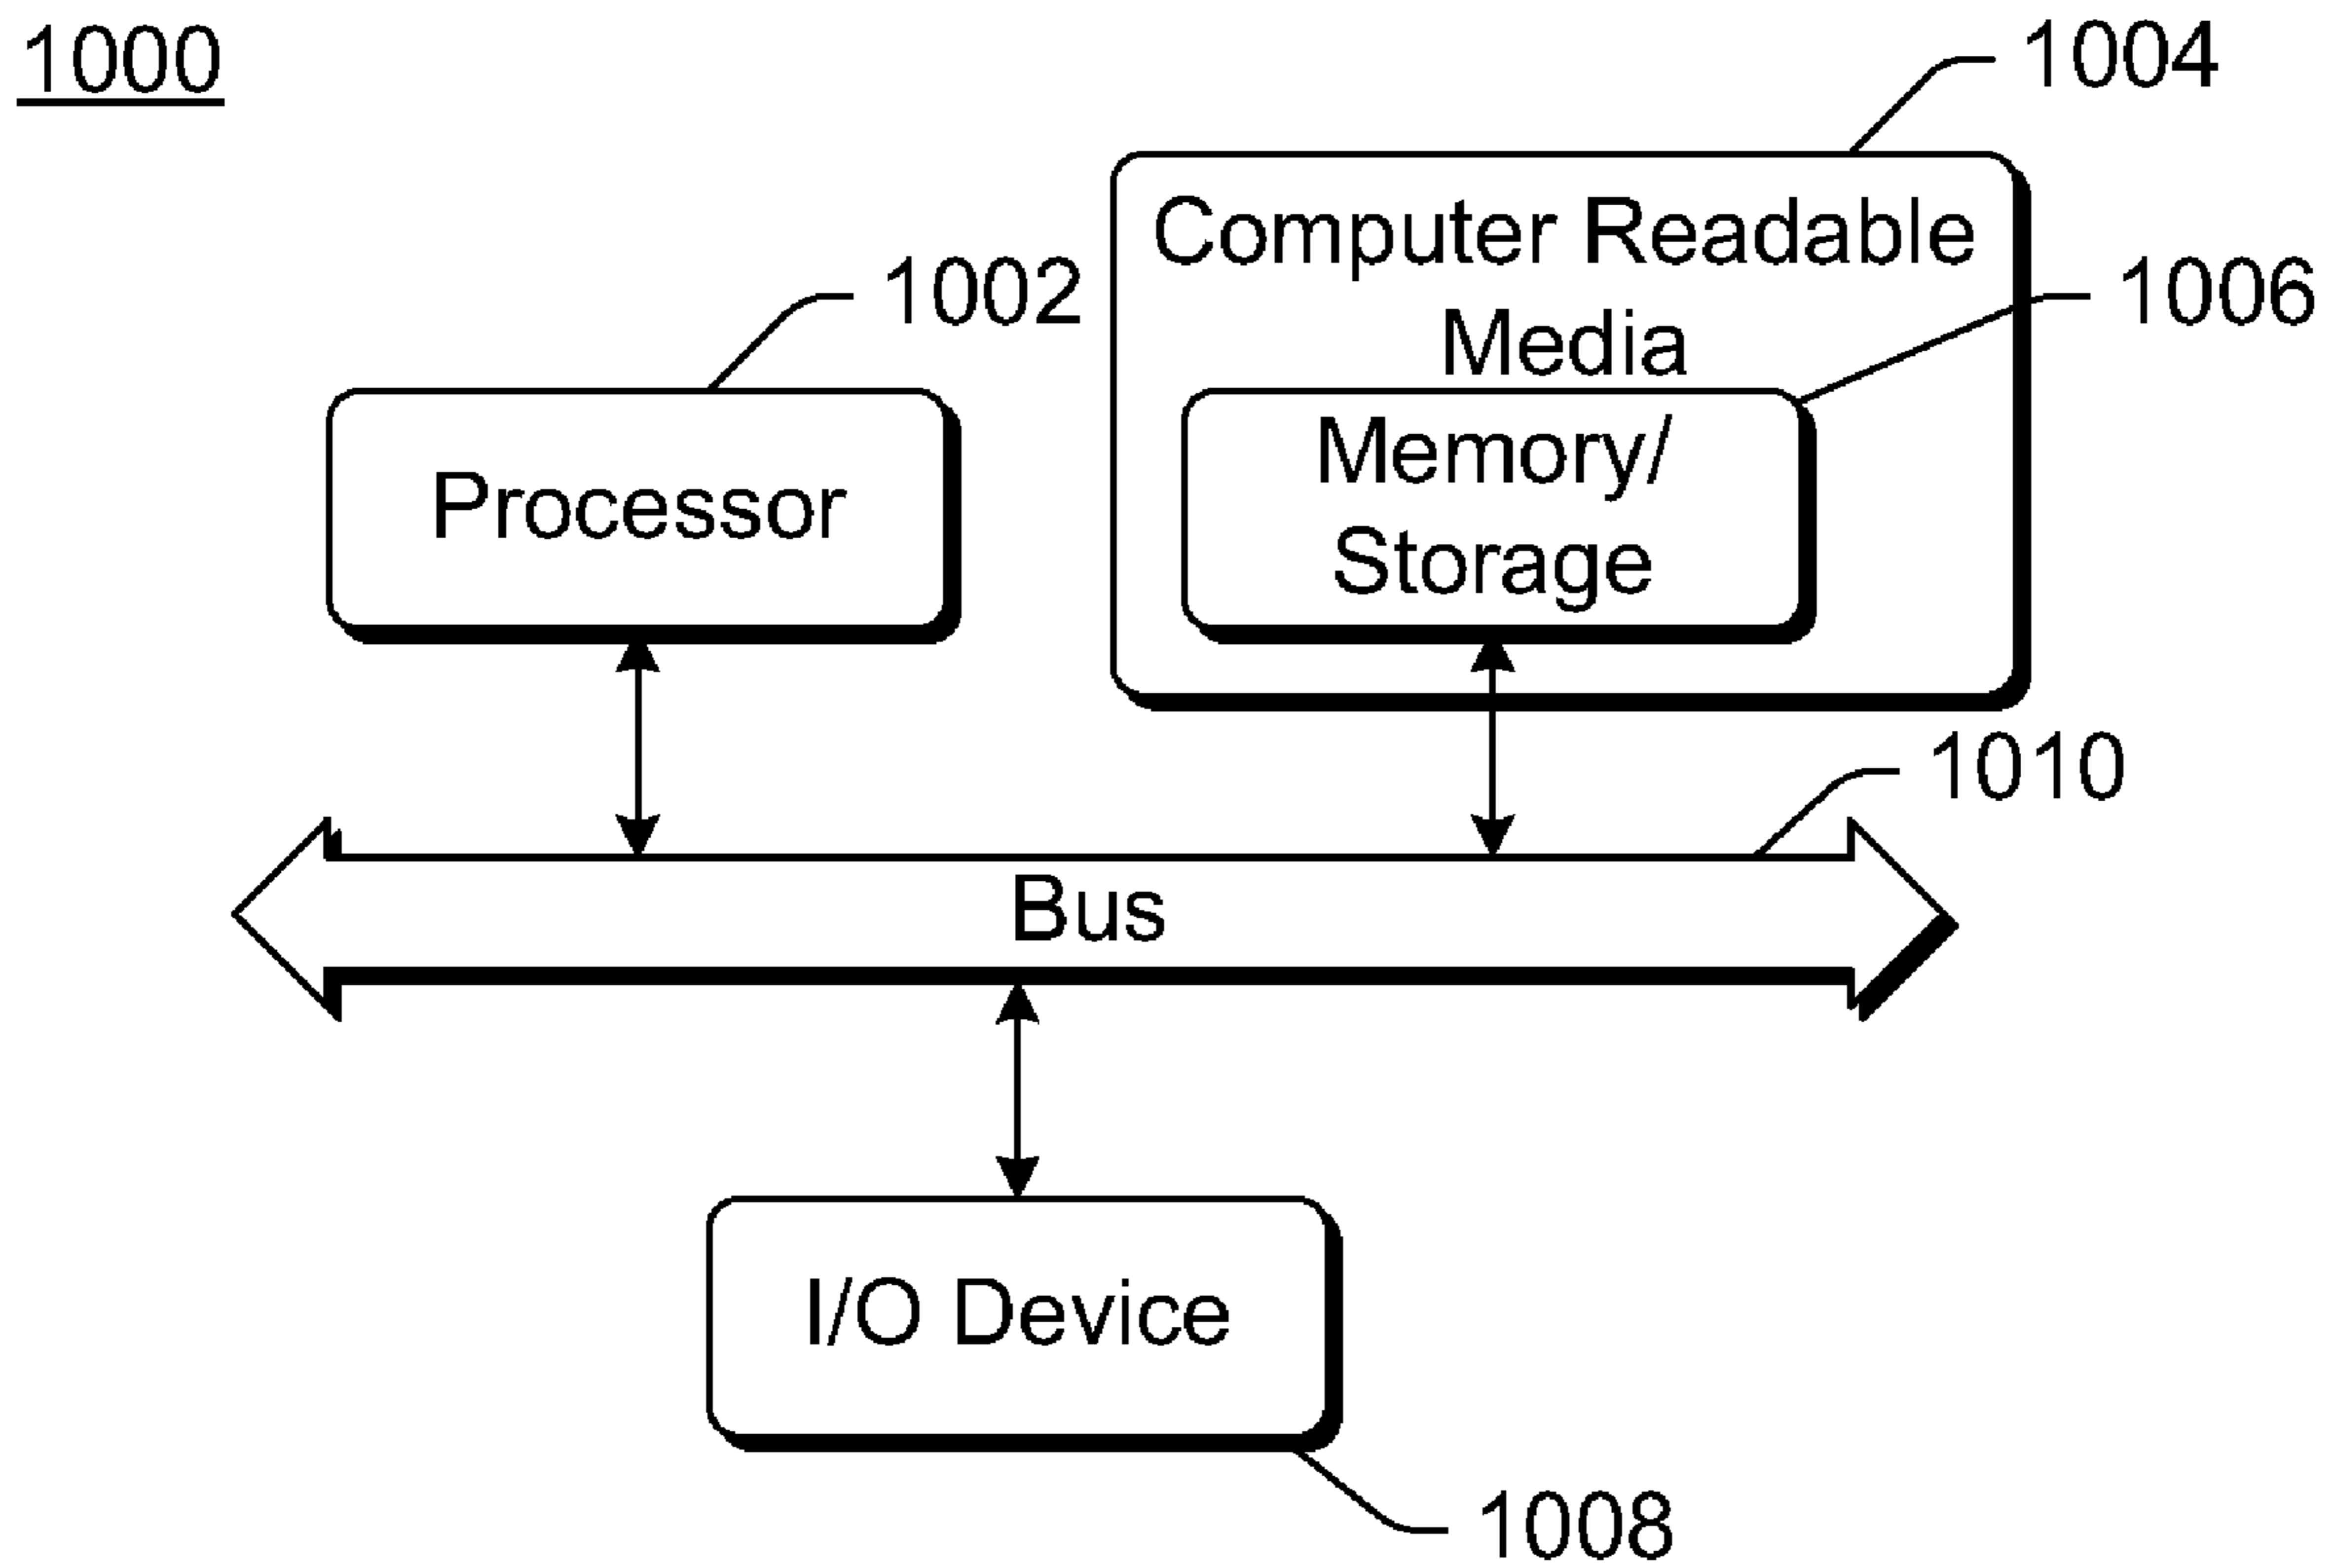 1000
1004
Computer Readable
Media
1002
1006
Memory/
Storage
Processor
1010
Bus
I/O Device
1008